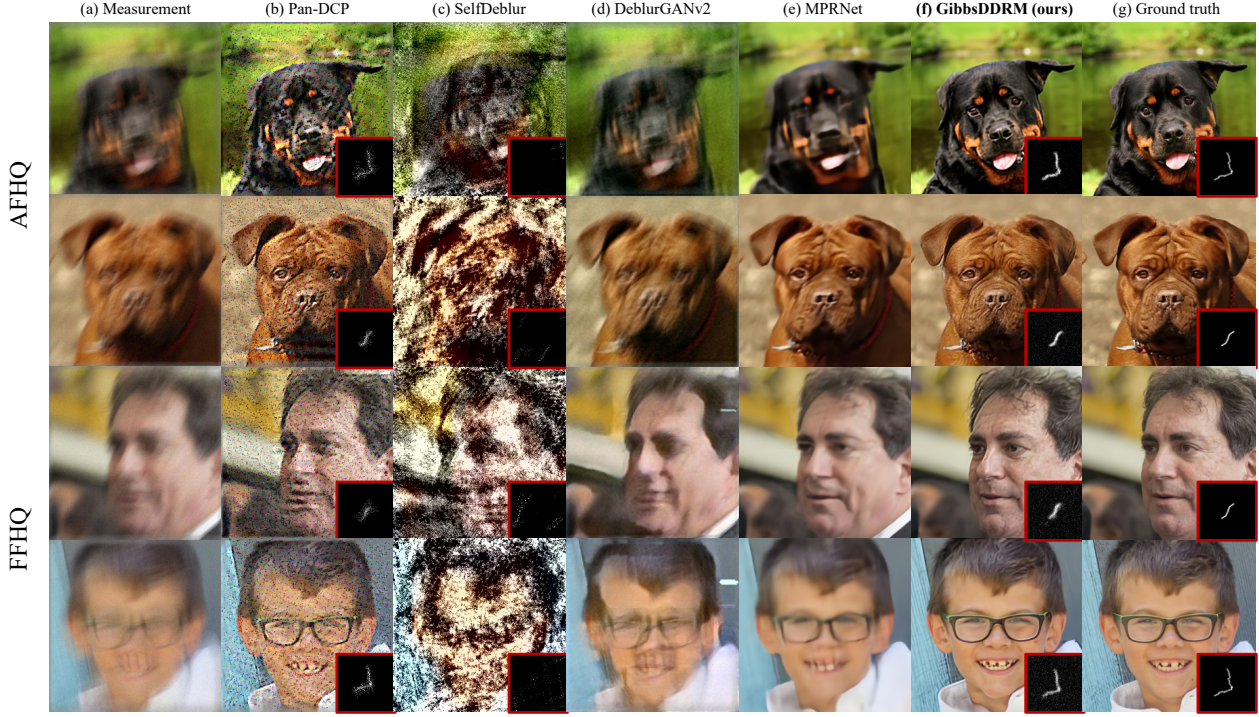 (a) Measurement
(b) Pan-DCP
(c) SelfDeblur
(d) DeblurGANv2
(e) MPRNet
(f) GibbsDDRM (ours)
(g) Ground truth
AFHQ
FFHQ